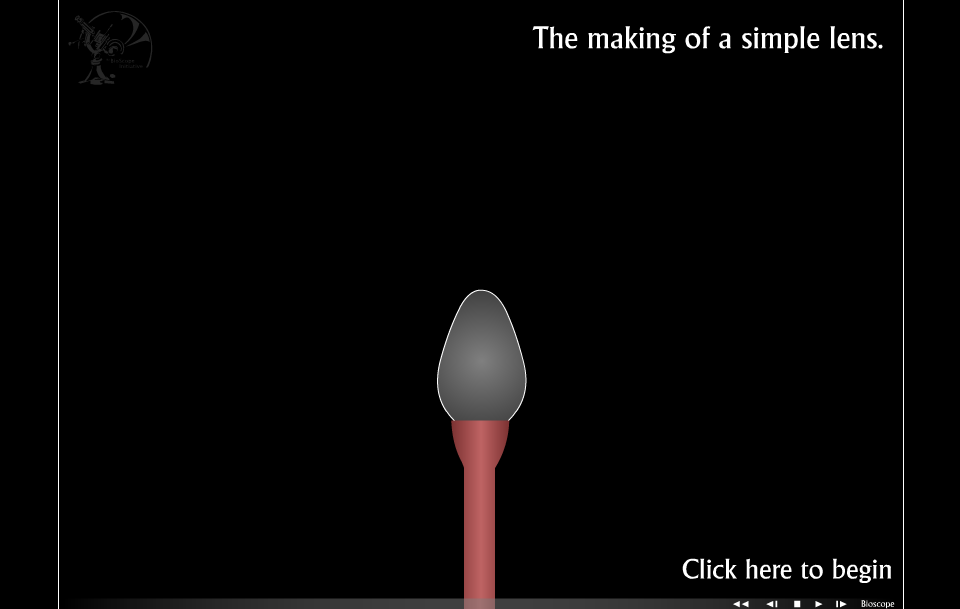 The making of a simple lens.
Click here to begin
Bioscope